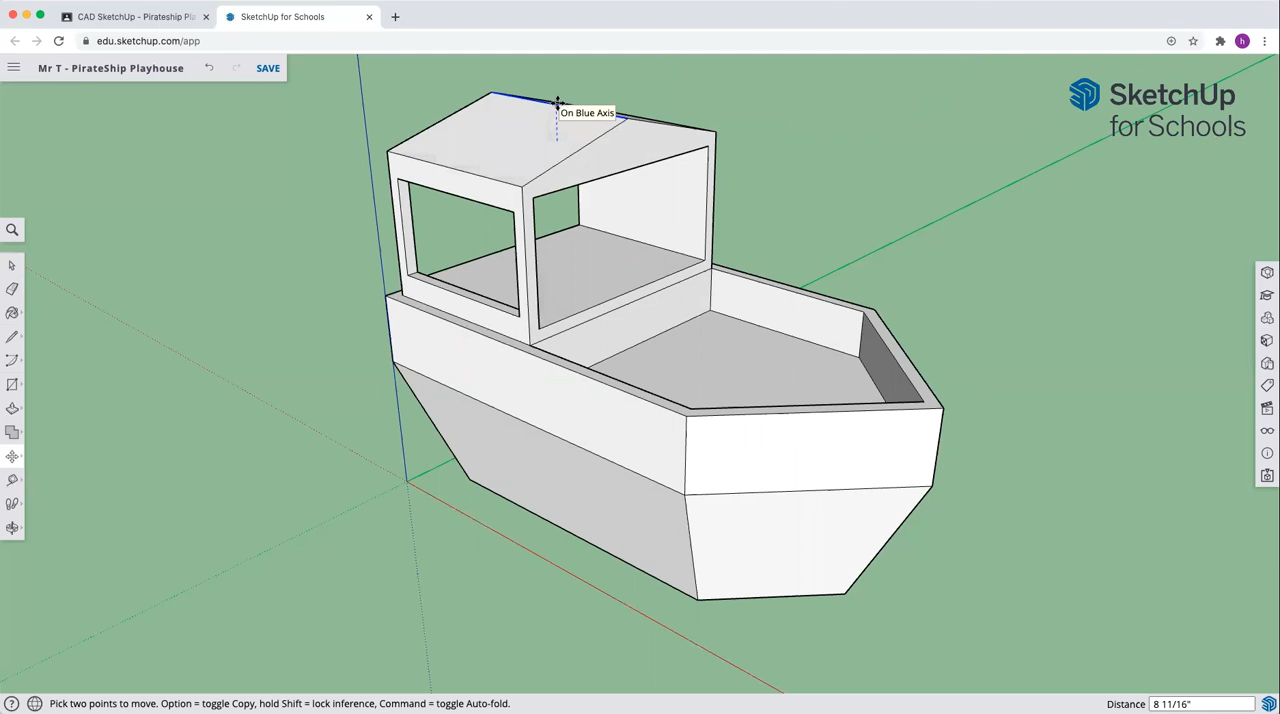 CAD SketchUp - Pirateship Pla
SketchUp for Schools
edu.sketchup.com/app
h
Mr T - PirateShip Playhouse
SAVE
SketchUp
for Schools
On Blue Axis
Pick two points to move. Option = toggle Copy, hold Shift = lock inference, Command = toggle Auto-fold.
Distance
8 11/16"